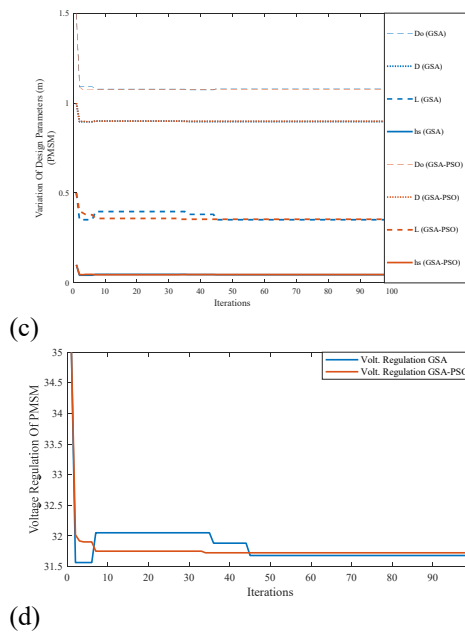 1.5
1
0.5
0
Variation Of Design Parameters (m)
(PMSM)
0 10 20 30 40 50 60 70 80 90 100
Iterations
Do (GSA)
D (GSA)
L (GSA)
hs (GSA)
Do (GSA-PSO)
D (GSA-PSO)
L (GSA-PSO)
hs (GSA-PSO)
(c)
35
34.5
34
33.5
33
32.5
32
31.5
Voltage Regulation Of PMSM
0 10 20 30 40 50 60 70 80 90
Iterations
Volt. Regulation GSA
Volt. Regulation GSA-PSO
(d)